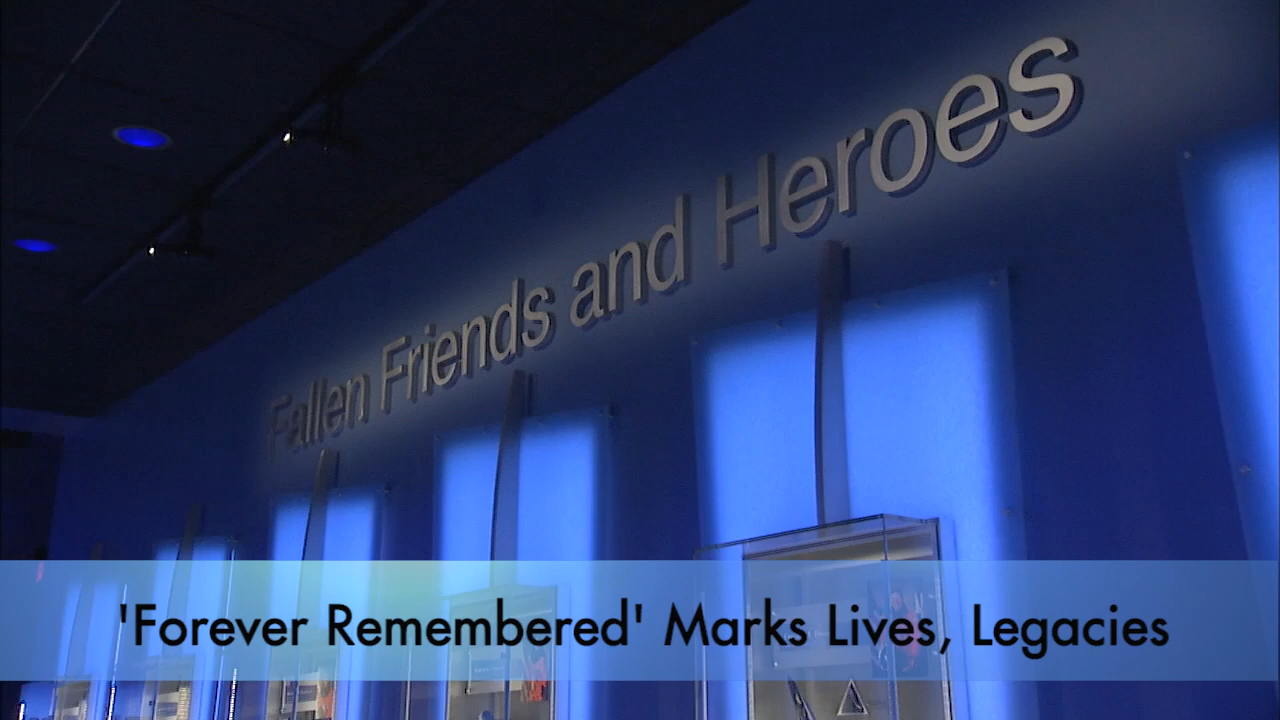 Fallen Friends and Heroes
'Forever Remembered' Marks Lives, Legacies